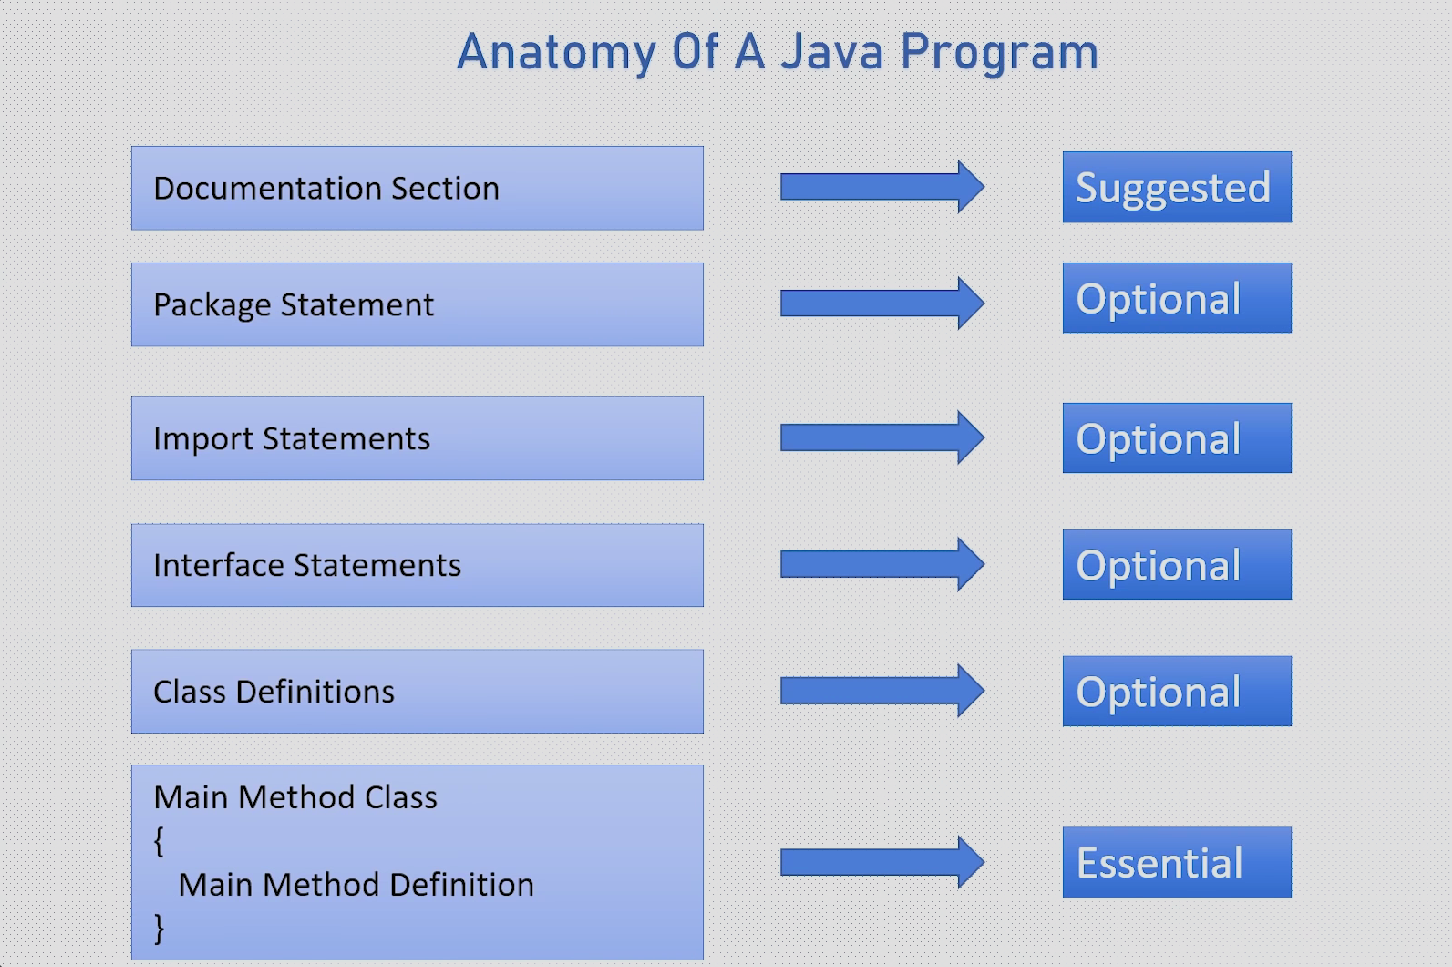 Anatomy Of A Java Program
Documentation Section
Suggested
Package Statement
Optional
Import Statements
Optional
Interface Statements
Optional
Class Definitions
Optional
Main Method Class
{
Main Method Definition
}
Essential